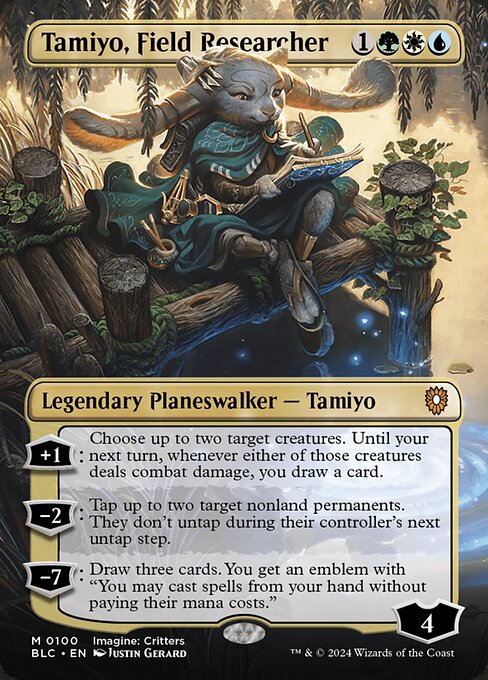 Tamiyo, Field Researcher 1
Legendary Planeswalker — Tamiyo
+1 : Choose up to two target creatures. Until your
next turn, whenever either of those creatures
deals combat damage, you draw a card.
−2 : Tap up to two target nonland permanents.
They don't untap during their controller's next
untap step.
−7 : Draw three cards. You get an emblem with
“You may cast spells from your hand without
paying their mana costs.”
4
M 0100 Imagine: Critters
BLC • EN Justin Gerard ™ & © 2024 Wizards of the Coast